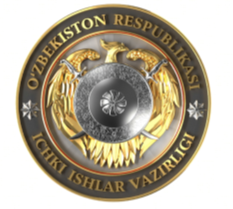 O'ZBEKISTON RESPUBLIKASI
ICHKI ISHLAR VAZIRLIGI